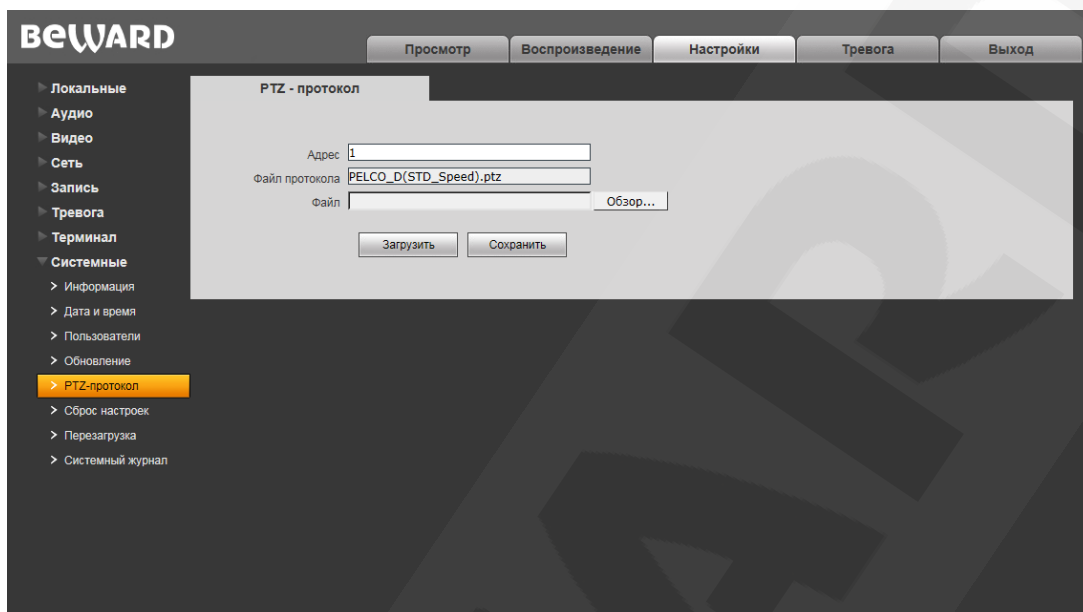 BEWARD
Просмотр Воспроизведение Настройки Тревога Выход
Локальные
Аудио
Видео
Сеть
Запись
Тревога
Терминал
Системные
> Информация
> Дата и время
> Пользователи
> Обновление
> PTZ-протокол
> Сброс настроек
> Перезагрузка
> Системный журнал
PTZ - протокол
Адрес 1
Файл протокола PELCO_D(STD_Speed).ptz
Файл Обзор...
Загрузить Сохранить